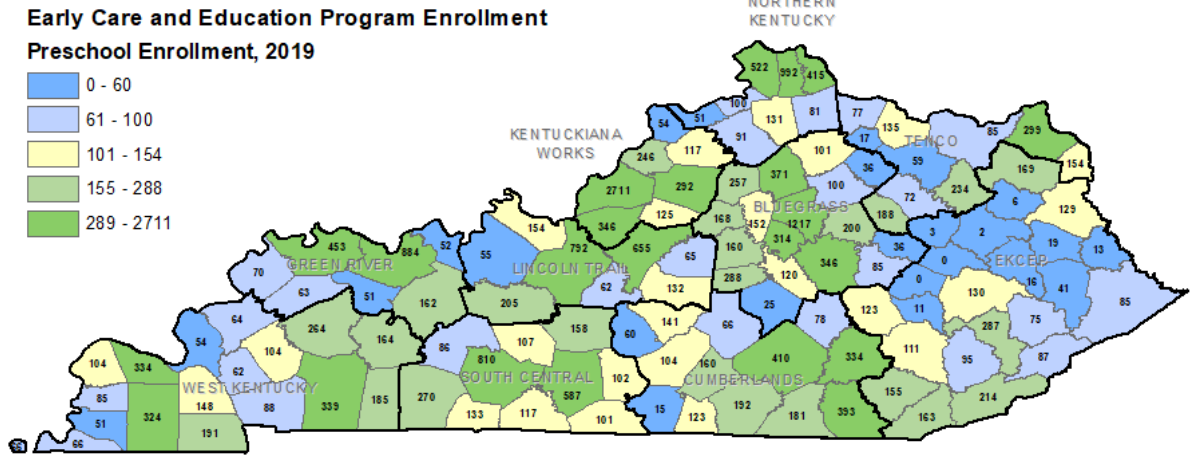 NORTHERN
KENTUCKY
Early Care and Education Program Enrollment
Preschool Enrollment, 2019
0 - 60
61 - 100
101 - 154
155 - 288
289 - 2711
522 992 415
100 131 81 77 135 85 299
54 51 91 17 TENCO
KENTUCKIANA
WORKS
246 117 101 36 59 169 154
2711 292 257 371 100 72 234 6 129
BLUEGRASS
346 125 168 452 1217 200 188 3 2 19 13
154 792 655 65 160 314 346 85 36 0 EKCEP
453 684 52 55 LINCOLN TRAIL
GREEN RIVER
70 63 51 162 205 62 132 288 120 0 130 16 41 85
64 264 164 158 60 141 66 25 78 123 11 287 75
54 104 86 107 104 160 410 334 111 95 87
104 334 62 810 102
WEST KENTUCKY
SOUTH CENTRAL
CUMBERLANDS
85 148 88 339 185 270 587 192 155 214
51 324 133 117 101 15 123 181 393 163
66 191